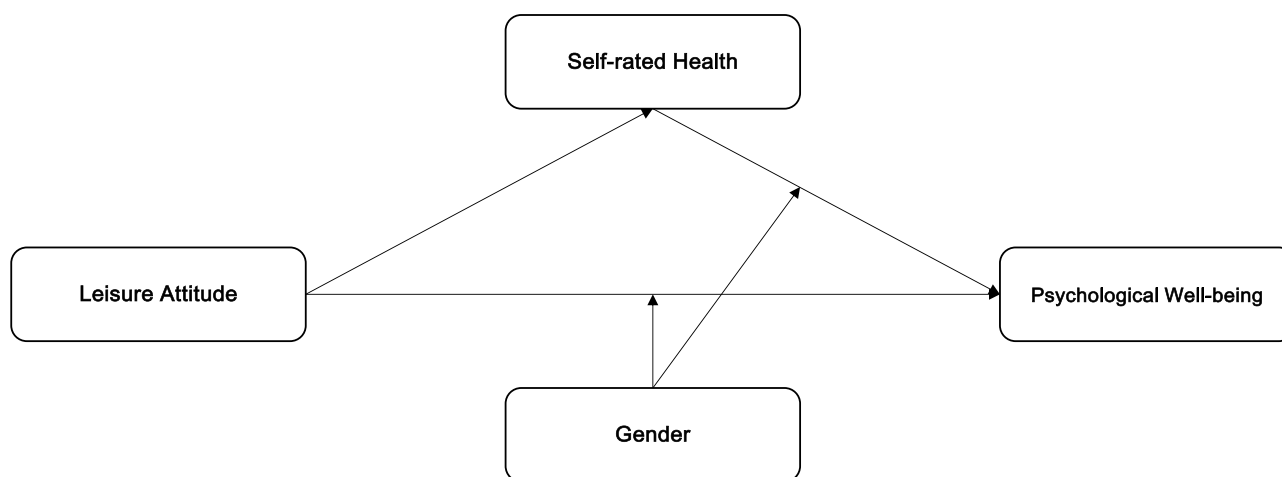 Self-rated Health
Leisure Attitude
Psychological Well-being
Gender